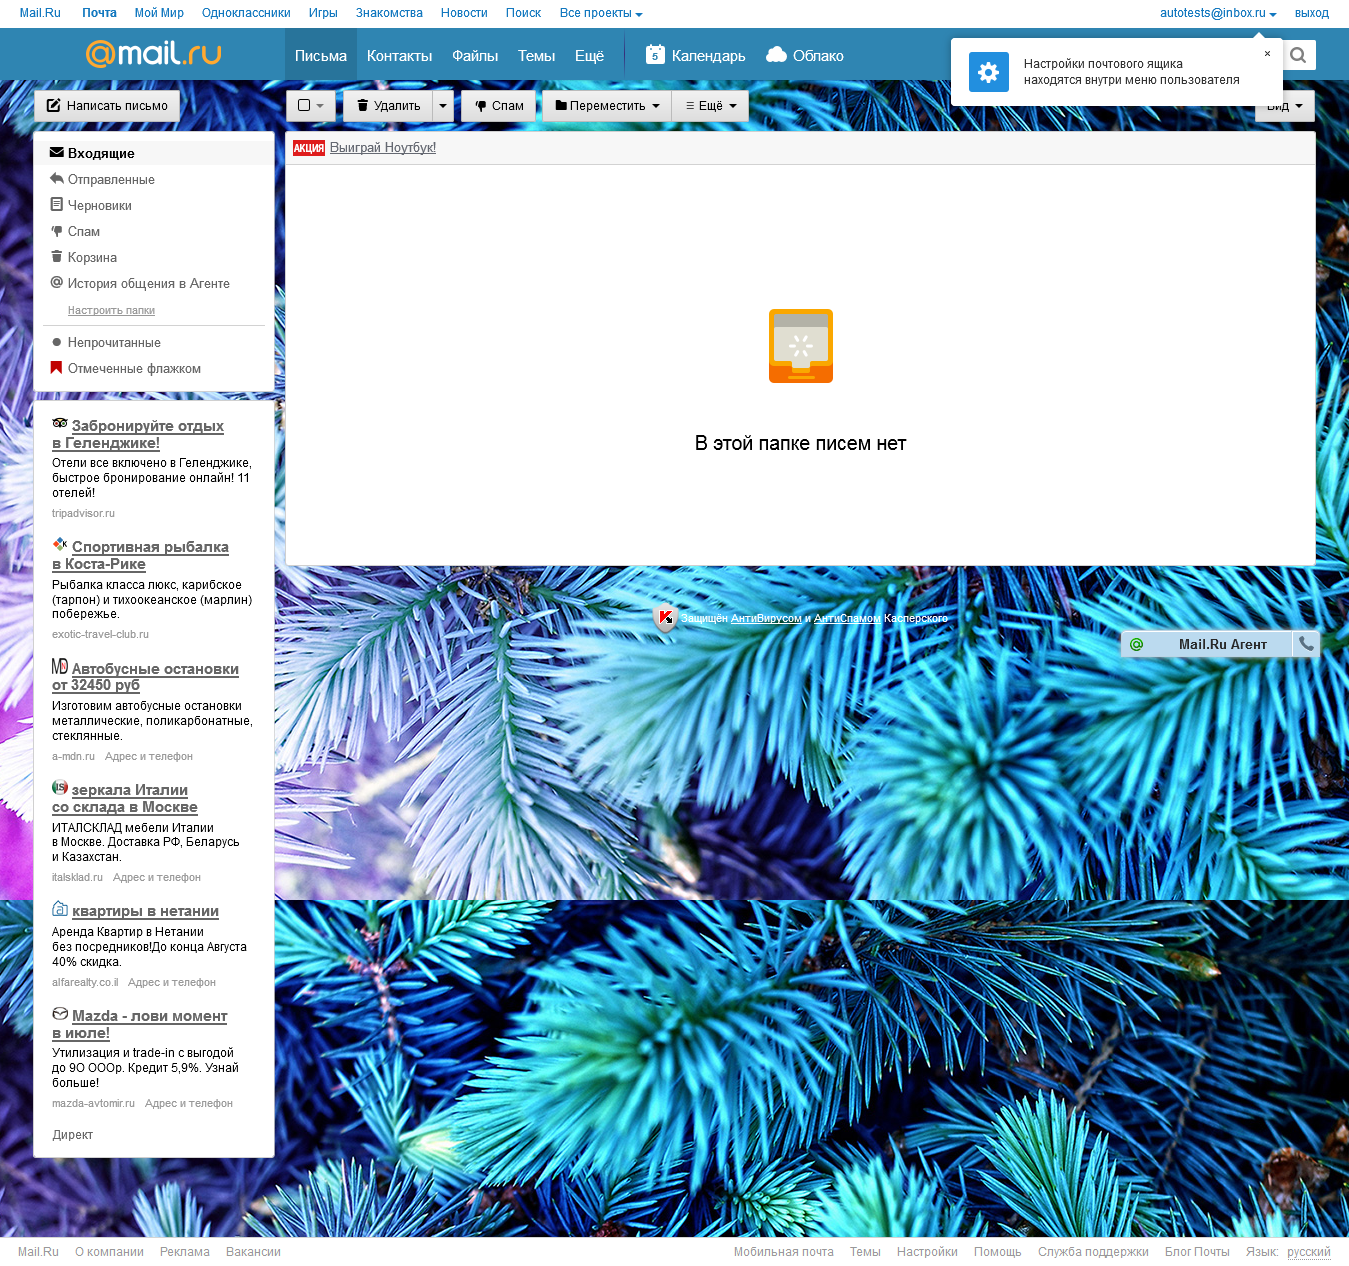 Mail.Ru Почта Мой Мир Одноклассники Игры Знакомства Новости Поиск Все проекты autotests@inbox.ru выход
@mail.ru Письма Контакты Файлы Темы Ещё 5 Календарь Облако
Настройки почтового ящика
находятся внутри меню пользователя
×
Написать письмо Удалить Спам Переместить Ещё Вид
Входящие
Отправленные
Черновики
Спам
Корзина
История общения в Агенте
Настроить папки
Непрочитанные
Отмеченные флажком
АКЦИЯ Выиграй Ноутбук!
В этой папке писем нет
Забронируйте отдых
в Геленджике!
Отели все включено в Геленджике,
быстрое бронирование онлайн! 11
отелей!
tripadvisor.ru
Спортивная рыбалка
в Коста-Рике
Рыбалка класса люкс, карибское
(тарпон) и тихоокеанское (марлин)
побережье.
exotic-travel-club.ru
Автобусные остановки
от 32450 руб
Изготовим автобусные остановки
металлические, поликарбонатные,
стеклянные.
a-mdn.ru Адрес и телефон
зеркала Италии
со склада в Москве
ИТАЛСКЛАД мебели Италии
в Москве. Доставка РФ, Беларусь
и Казахстан.
italsklad.ru Адрес и телефон
квартиры в нетании
Аренда Квартир в Нетании
без посредников!До конца Августа
40% скидка.
alfarealty.co.il Адрес и телефон
Mazda - лови момент
в июле!
Утилизация и trade-in с выгодой
до 9О ОООр. Кредит 5,9%. Узнай
больше!
mazda-avtomir.ru Адрес и телефон
Директ
Защищён АнтиВирусом и АнтиСпамом Касперского
Mail.Ru Агент
Mail.Ru О компании Реклама Вакансии Мобильная почта Темы Настройки Помощь Служба поддержки Блог Почты Язык: русский